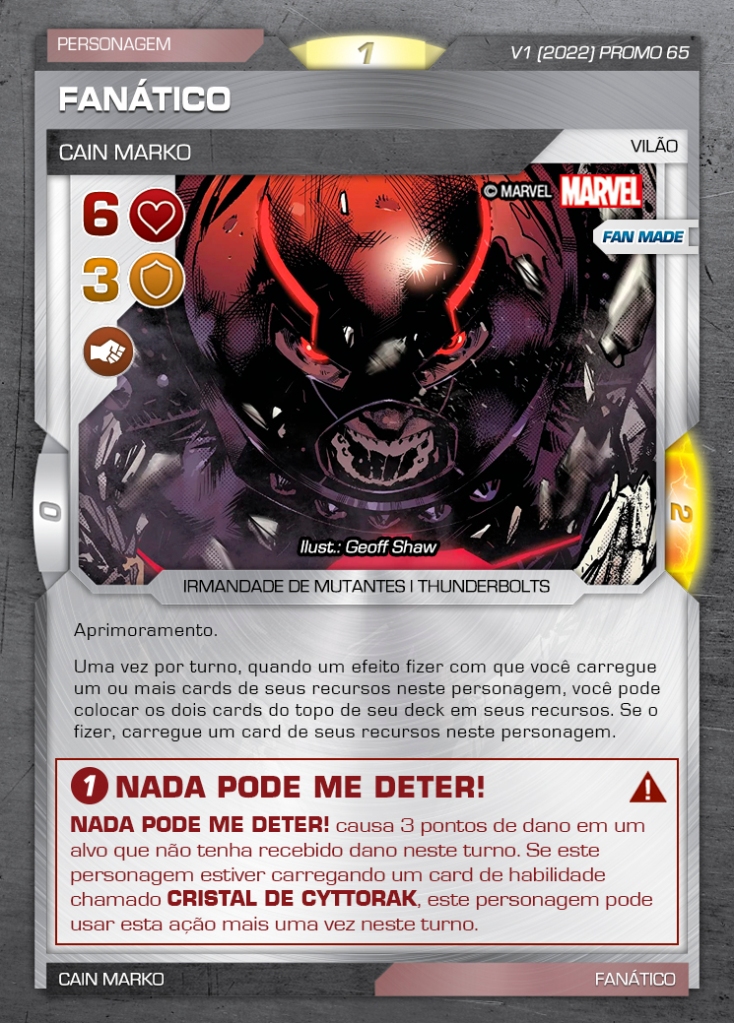 PERSONAGEM
1
V1 (2022) PROMO 65
FANÁTICO
CAIN MARKO
VILÃO
6
© MARVEL MARVEL
FAN MADE
3
0
2
Ilust.: Geoff Shaw
IRMANDADE DE MUTANTES | THUNDERBOLTS
Aprimoramento.
Uma vez por turno, quando um efeito fizer com que você carregue
um ou mais cards de seus recursos neste personagem, você pode
colocar os dois cards do topo de seu deck em seus recursos. Se o
fizer, carregue um card de seus recursos neste personagem.
1 NADA PODE ME DETER!
NADA PODE ME DETER! causa 3 pontos de dano em um
alvo que não tenha recebido dano neste turno. Se este
personagem estiver carregando um card de habilidade
chamado CRISTAL DE CYTTORAK, este personagem pode
usar esta ação mais uma vez neste turno.
CAIN MARKO
FANÁTICO